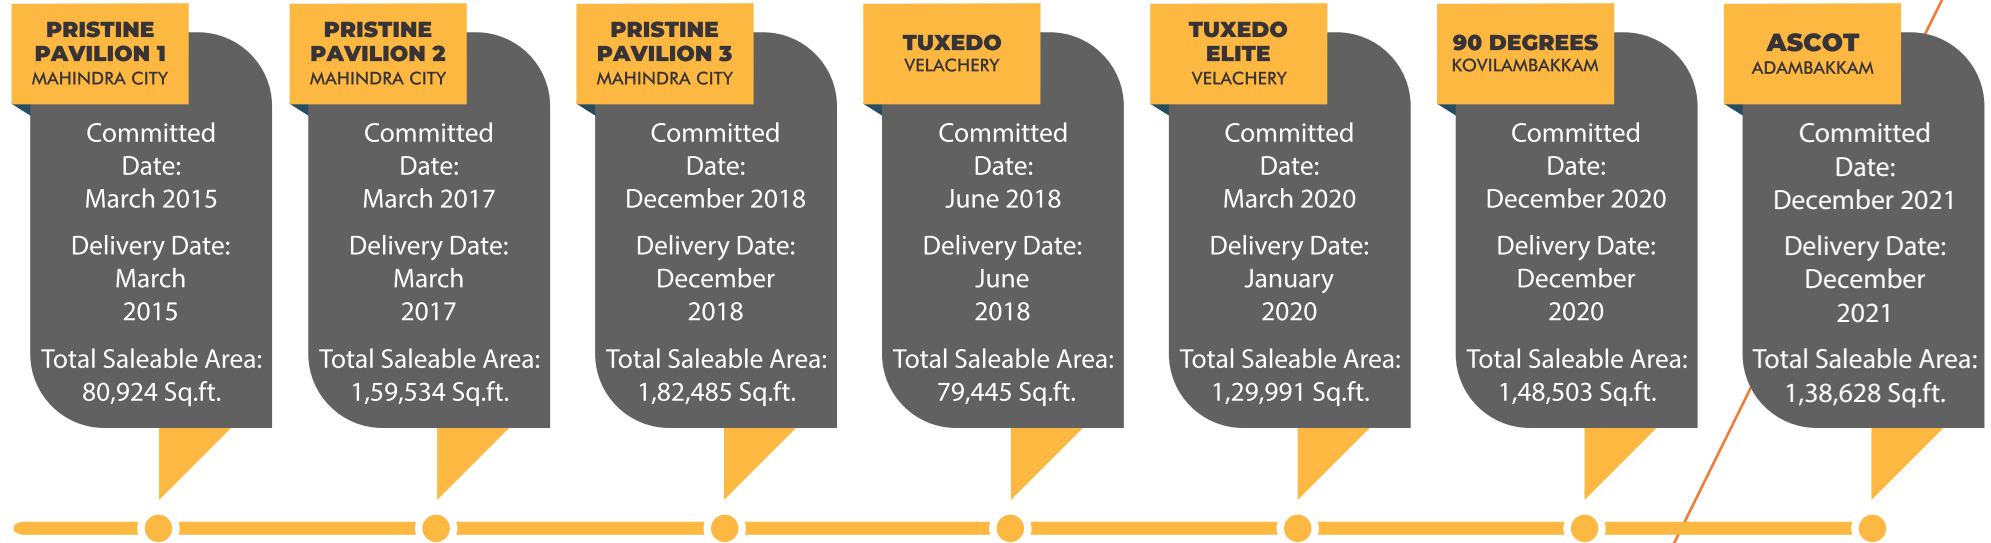 PRISTINE
PAVILION 1
MAHINDRA CITY
Committed
Date:
March 2015
Delivery Date:
March
2015
Total Saleable Area:
80,924 Sq.ft.
PRISTINE
PAVILION 2
MAHINDRA CITY
Committed
Date:
March 2017
Delivery Date:
March
2017
Total Saleable Area:
1,59,534 Sq.ft.
PRISTINE
PAVILION 3
MAHINDRA CITY
Committed
Date:
December 2018
Delivery Date:
December
2018
Total Saleable Area:
1,82,485 Sq.ft.
TUXEDO
VELACHERY
Committed
Date:
June 2018
Delivery Date:
June
2018
Total Saleable Area:
79,445 Sq.ft.
TUXEDO
ELITE
VELACHERY
Committed
Date:
March 2020
Delivery Date:
January
2020
Total Saleable Area:
1,29,991 Sq.ft.
90 DEGREES
KOVILAMBAKKAM
Committed
Date:
December 2020
Delivery Date:
December
2020
Total Saleable Area:
1,48,503 Sq.ft.
ASCOT
ADAMBAKKAM
Committed
Date:
December 2021
Delivery Date:
December
2021
Total Saleable Area:
1,38,628 Sq.ft.